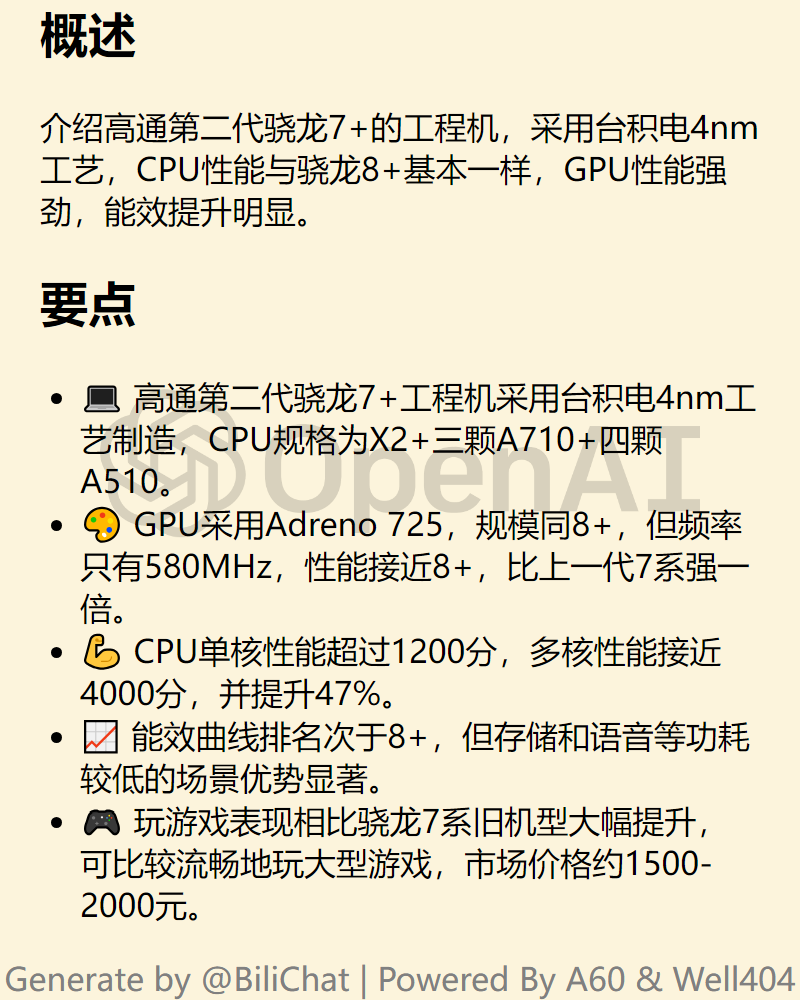 概述
介绍高通第二代骁龙7+的工程机，采用台积电4nm
工艺，CPU性能与骁龙8+基本一样，GPU性能强
劲，能效提升明显。
要点
• 💻 高通第二代骁龙7+工程机采用台积电4nm工
艺制造，CPU规格为X2+三颗A710+四颗
A510。
OpenAI
• 🎨 GPU采用Adreno 725，规模同8+，但频率
只有580MHz，性能接近8+，比上一代7系强一
倍。
• 💪 CPU单核性能超过1200分，多核性能接近
4000分，并提升47%。
• 📈 能效曲线排名次于8+，但存储和语音等功耗
较低的场景优势显著。
• 🎮 玩游戏表现相比骁龙7系旧机型大幅提升，
可比较流畅地玩大型游戏，市场价格约1500-
2000元。
Generate by @BiliChat | Powered By A60 & Well404